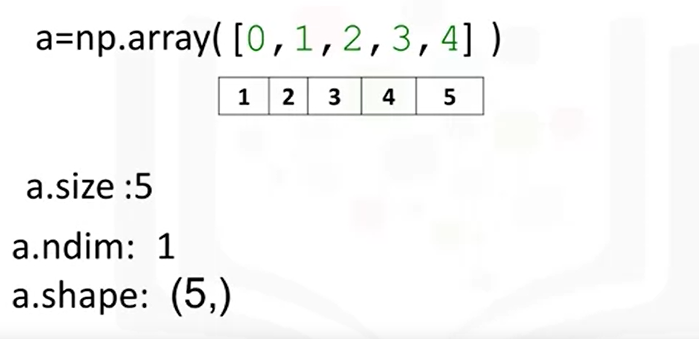 a=np.array( [0,1,2,3,4] )
1 2 3 4 5
a.size :5
a.ndim: 1
a.shape: (5,)